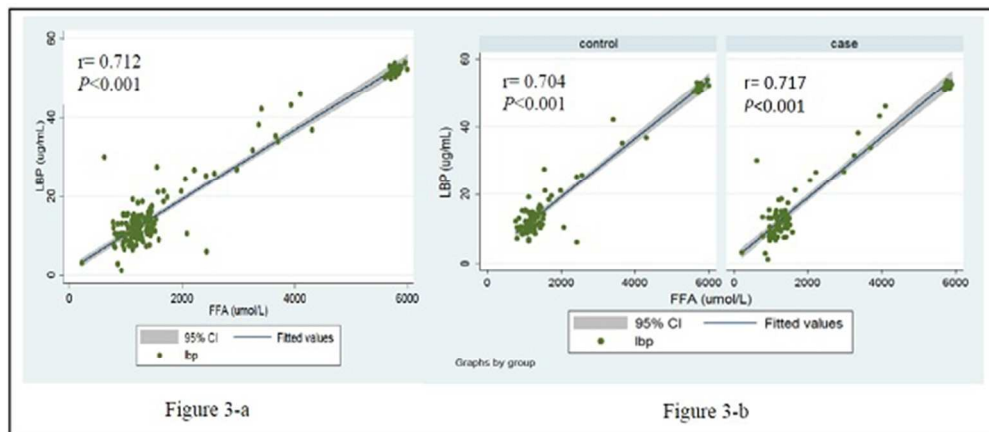 r= 0.712
P<0.001
LBP (ug/mL)
60
40
20
0
0 2000 4000 6000
FFA (umol/L)
95% CI Fitted values
lbp
Figure 3-a
control case
r= 0.704
P<0.001
r= 0.717
P<0.001
LBP (ug/mL)
60
40
20
0
0 2000 4000 6000 0 2000 4000 6000
FFA (umol/L)
95% CI Fitted values
lbp
Graphs by group
Figure 3-b